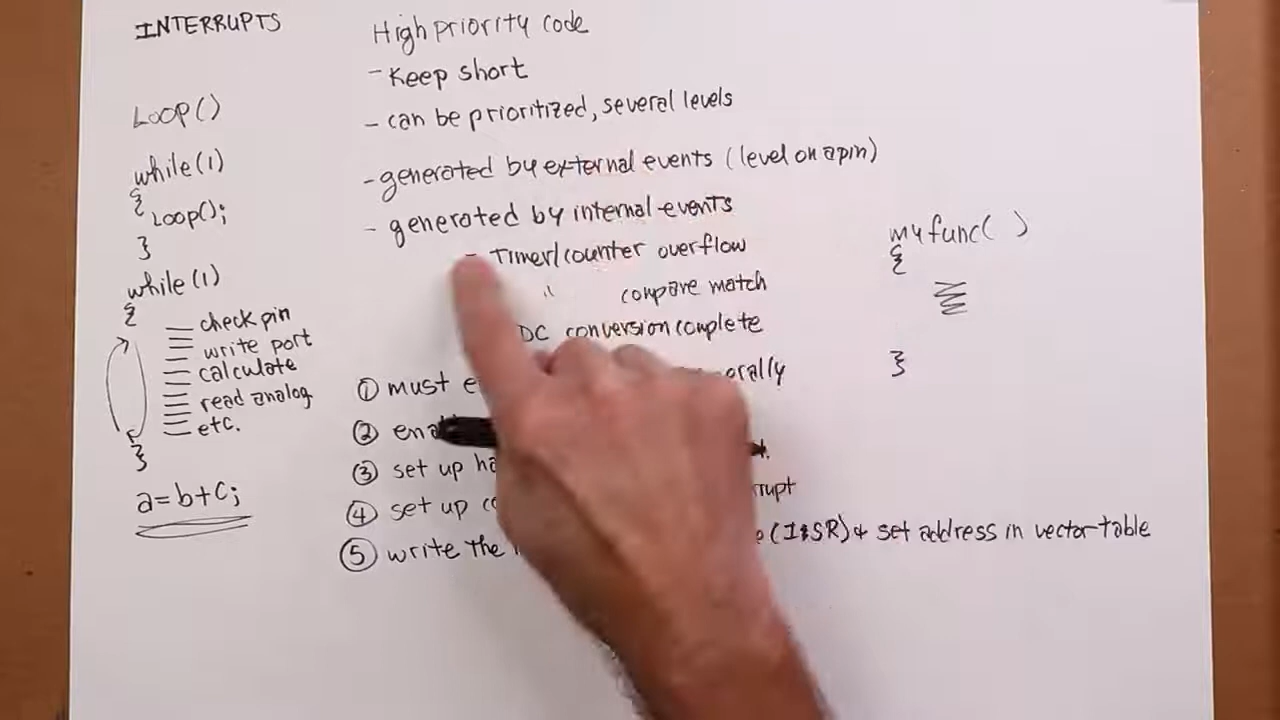 INTERRUPTS
LOOP()
while(1)
{
LOOP();
}
while(1)
{
check pin
write port
calculate
read analog
etc.
}
a=b+c;
High priority code
- Keep short
- can be prioritized, several levels
- generated by external events (level on a pin)
- generated by internal events
- Timer/counter overflow
" compare match
DC conversion complete
① must
②
③ set up
④ set up
⑤ write the
(ISR) & set address in vector table
myfunc( )
{
}